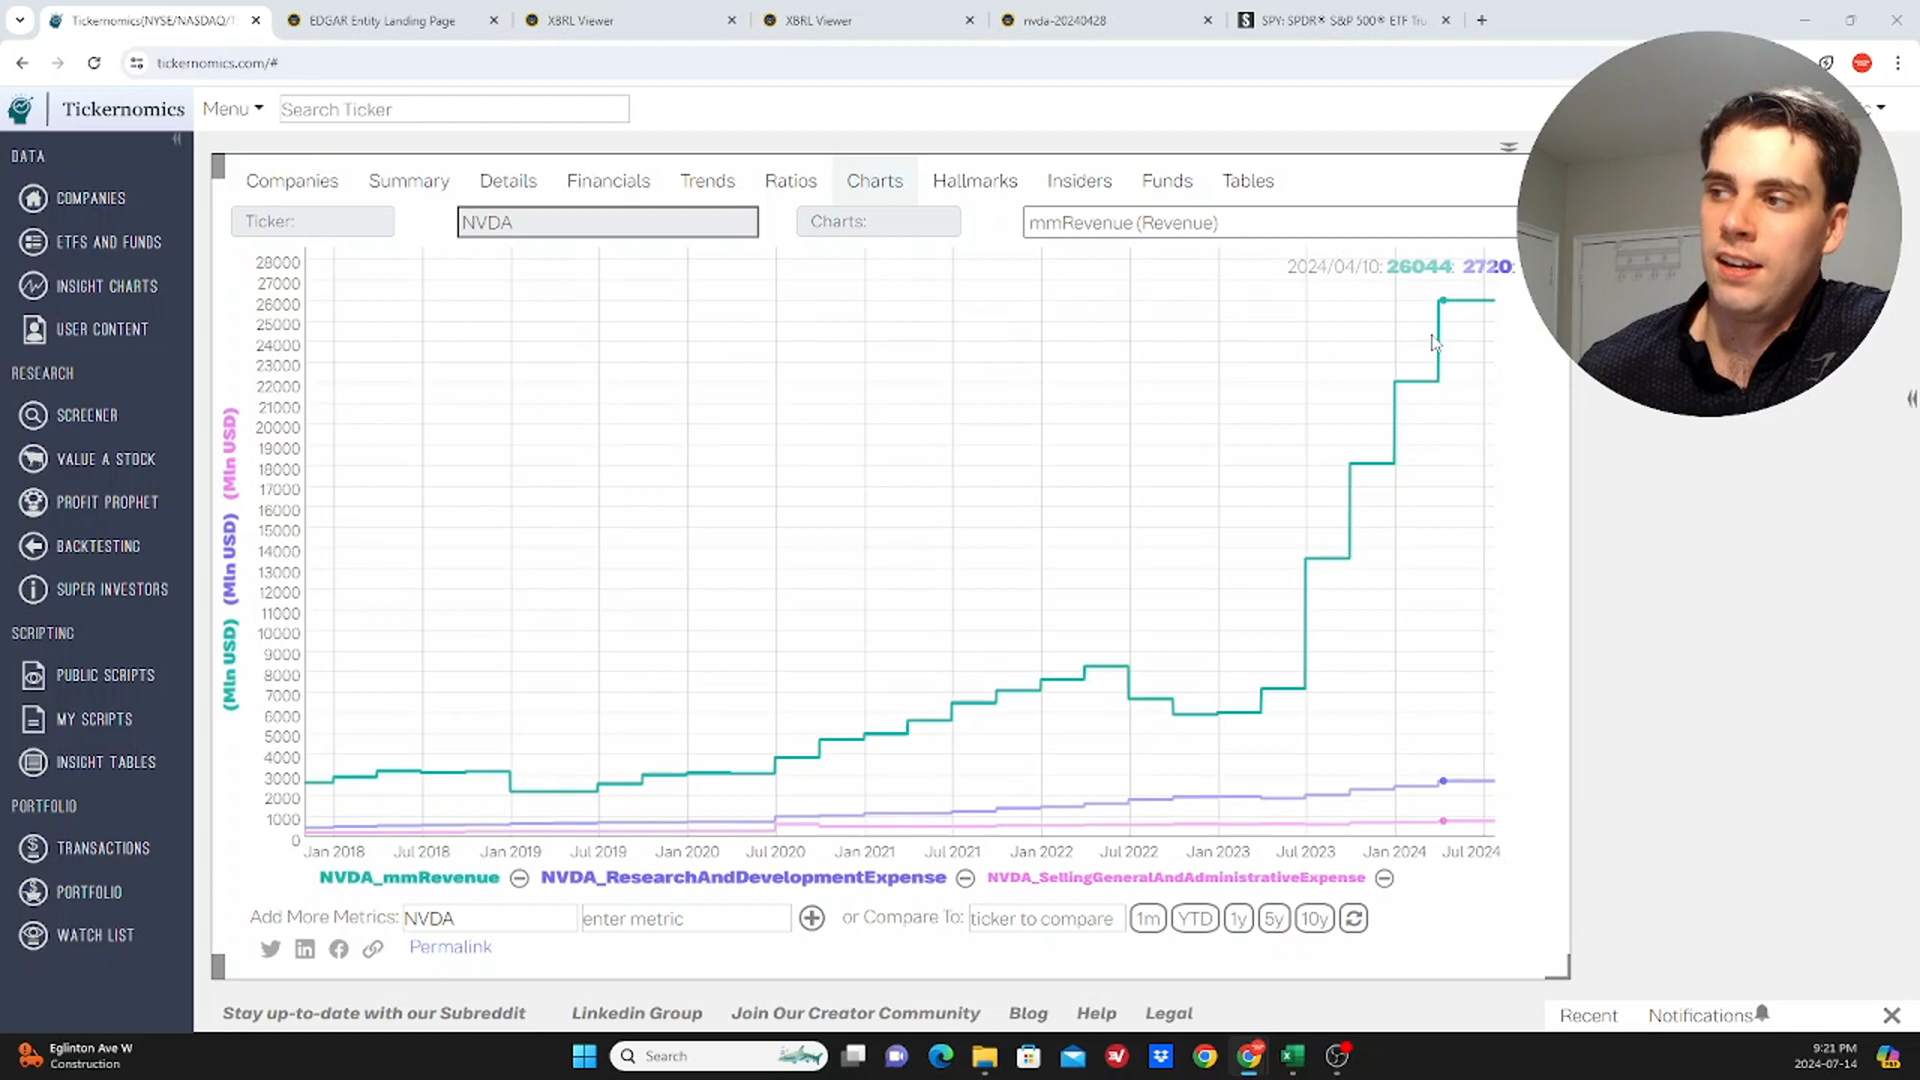 Tickernomics(NYSE/NASDAQ/T
EDGAR Entity Landing Page
XBRL Viewer
XBRL Viewer
nvda-20240428
SPY: SPDR® S&P 500® ETF Tru
tickernomics.com/#
Tickernomics
Menu
Search Ticker
DATA
COMPANIES
ETFS AND FUNDS
INSIGHT CHARTS
USER CONTENT
RESEARCH
SCREENER
VALUE A STOCK
PROFIT PROPHET
BACKTESTING
SUPER INVESTORS
SCRIPTING
PUBLIC SCRIPTS
MY SCRIPTS
INSIGHT TABLES
PORTFOLIO
TRANSACTIONS
PORTFOLIO
WATCH LIST
Companies Summary Details Financials Trends Ratios Charts Hallmarks Insiders Funds Tables
Ticker: NVDA Charts: mmRevenue (Revenue)
2024/04/10: 26044: 2720:
(Mln USD) (Mln USD) (Mln USD)
28000
27000
26000
25000
24000
23000
22000
21000
20000
19000
18000
17000
16000
15000
14000
13000
12000
11000
10000
9000
8000
7000
6000
5000
4000
3000
2000
1000
0
Jan 2018 Jul 2018 Jan 2019 Jul 2019 Jan 2020 Jul 2020 Jan 2021 Jul 2021 Jan 2022 Jul 2022 Jan 2023 Jul 2023 Jan 2024 Jul 2024
NVDA_mmRevenue NVDA_ResearchAndDevelopmentExpense NVDA_SellingGeneralAndAdministrativeExpense
Add More Metrics: NVDA enter metric or Compare To: ticker to compare 1m YTD 1y 5y 10y
Permalink
Stay up-to-date with our Subreddit Linkedin Group Join Our Creator Community Blog Help Legal
Recent Notifications
Eglinton Ave W
Construction
Search
9:21 PM
2024-07-14